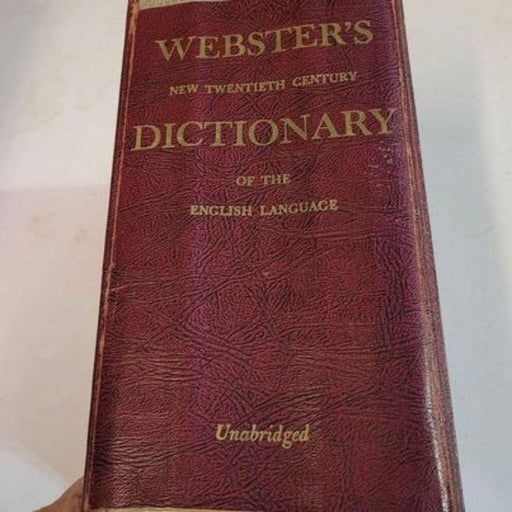 WEBSTER'S
NEW TWENTIETH CENTURY
DICTIONARY
OF THE
ENGLISH LANGUAGE
Unabridged